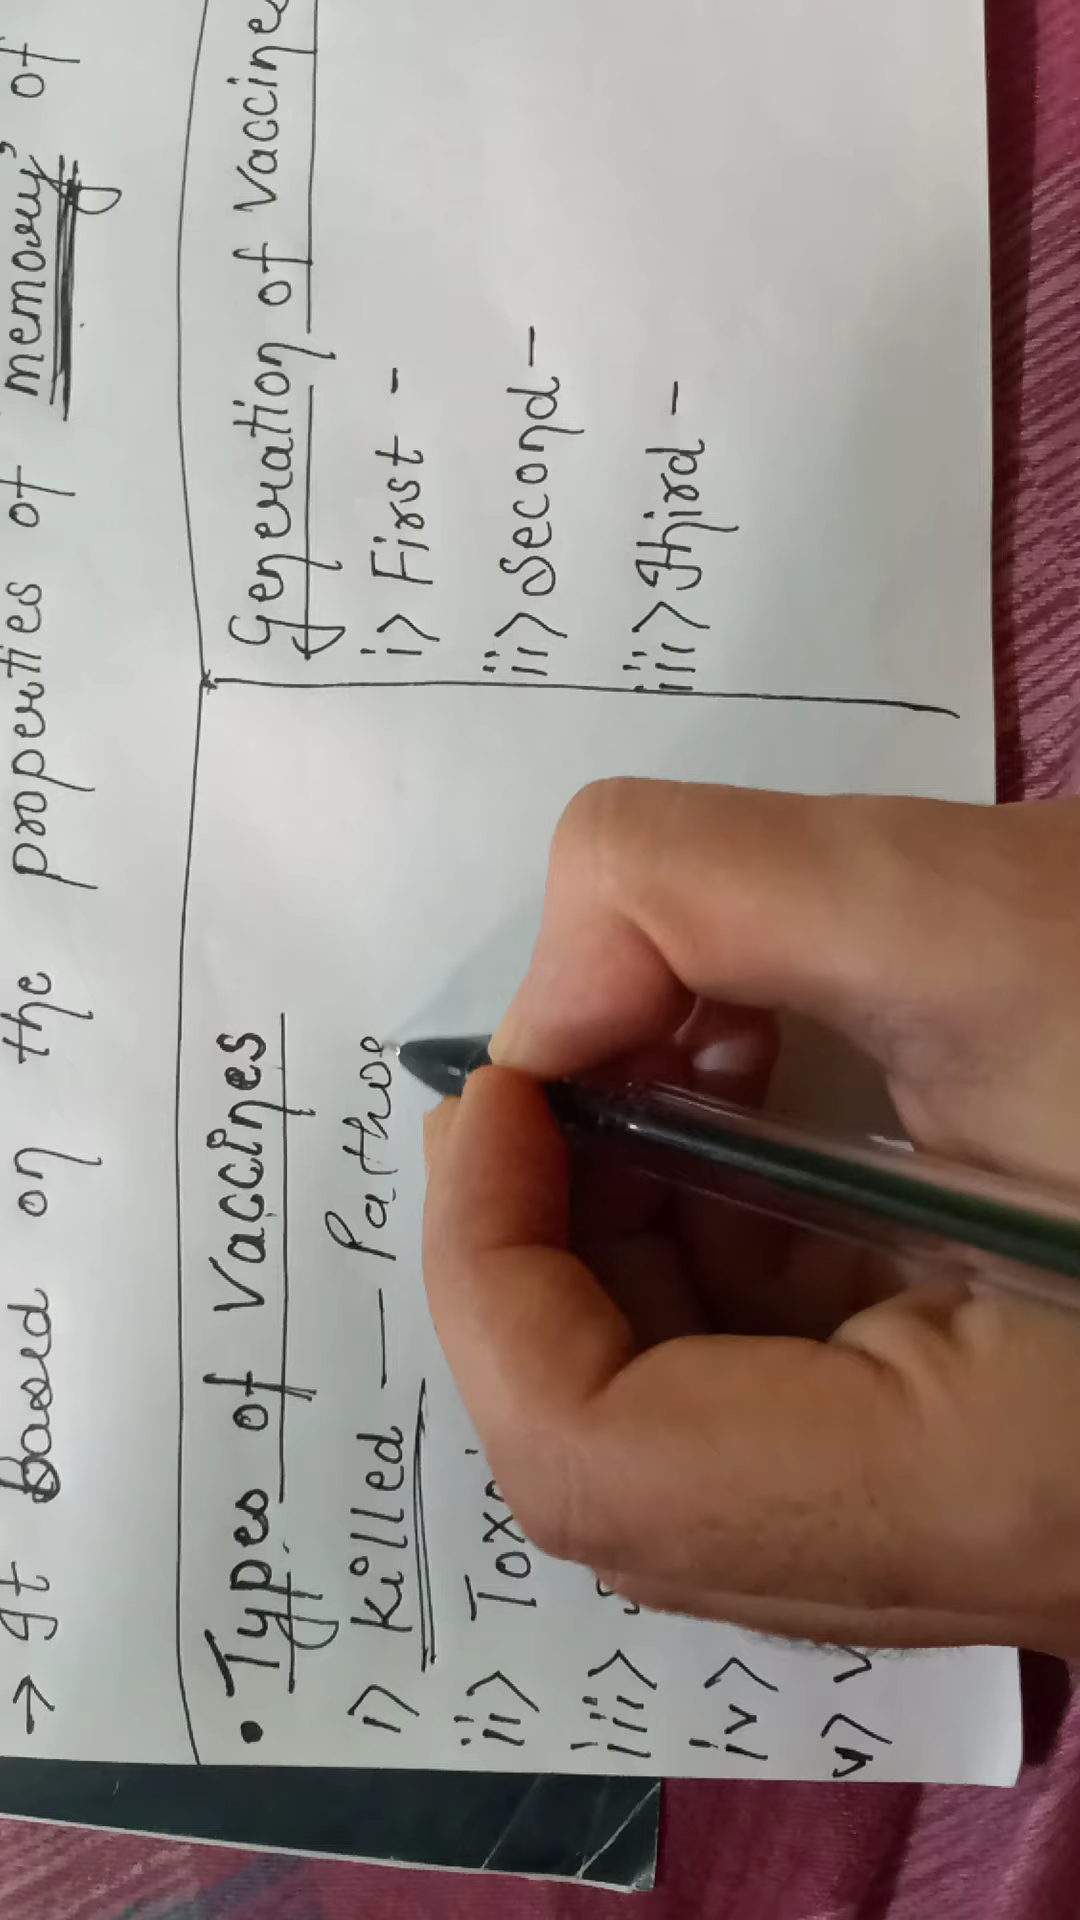 → It based on the properties of memory' of
• Types of Vaccines
i) Killed — Patho
ii)
iii)
iv)
v)
Generation of Vaccine
i) First -
ii) Second -
iii) Third -